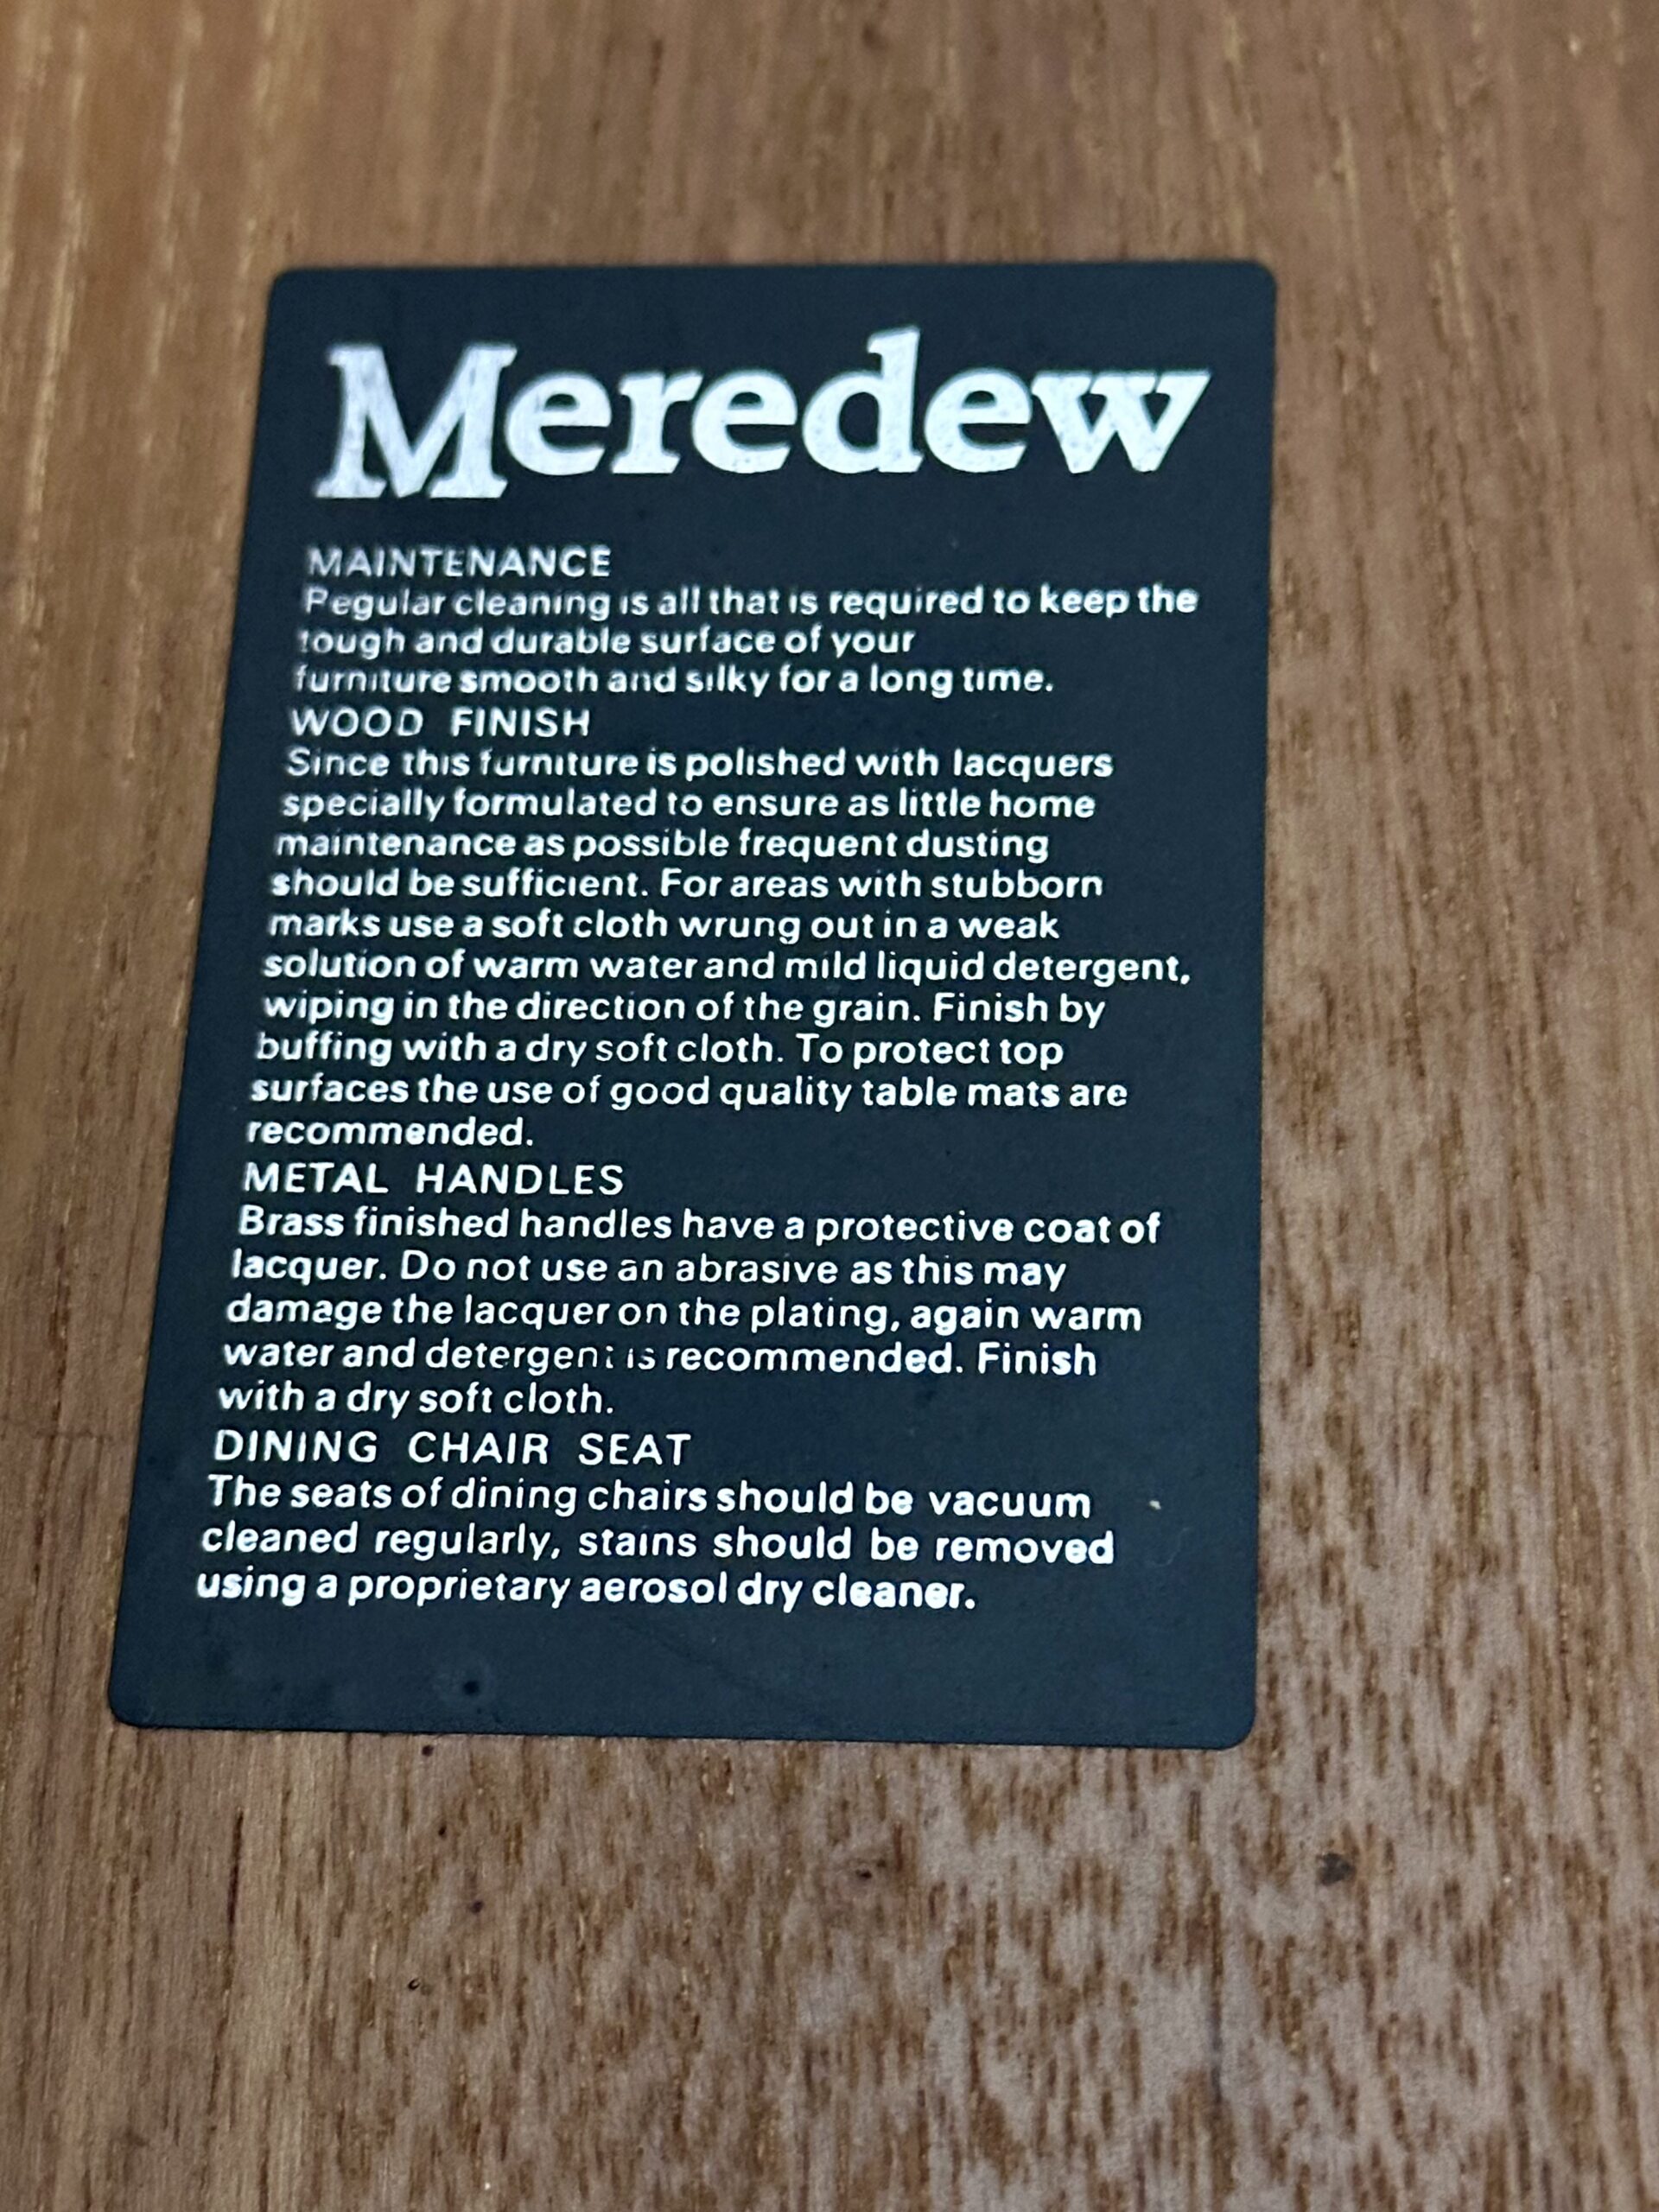 Meredew
MAINTENANCE
Regular cleaning is all that is required to keep the
tough and durable surface of your
furniture smooth and silky for a long time.
WOOD FINISH
Since this furniture is polished with lacquers
specially formulated to ensure as little home
maintenance as possible frequent dusting
should be sufficient. For areas with stubborn
marks use a soft cloth wrung out in a weak
solution of warm water and mild liquid detergent,
wiping in the direction of the grain. Finish by
buffing with a dry soft cloth. To protect top
surfaces the use of good quality table mats are
recommended.
METAL HANDLES
Brass finished handles have a protective coat of
lacquer. Do not use an abrasive as this may
damage the lacquer on the plating, again warm
water and detergent is recommended. Finish
with a dry soft cloth.
DINING CHAIR SEAT
The seats of dining chairs should be vacuum
cleaned regularly, stains should be removed
using a proprietary aerosol dry cleaner.